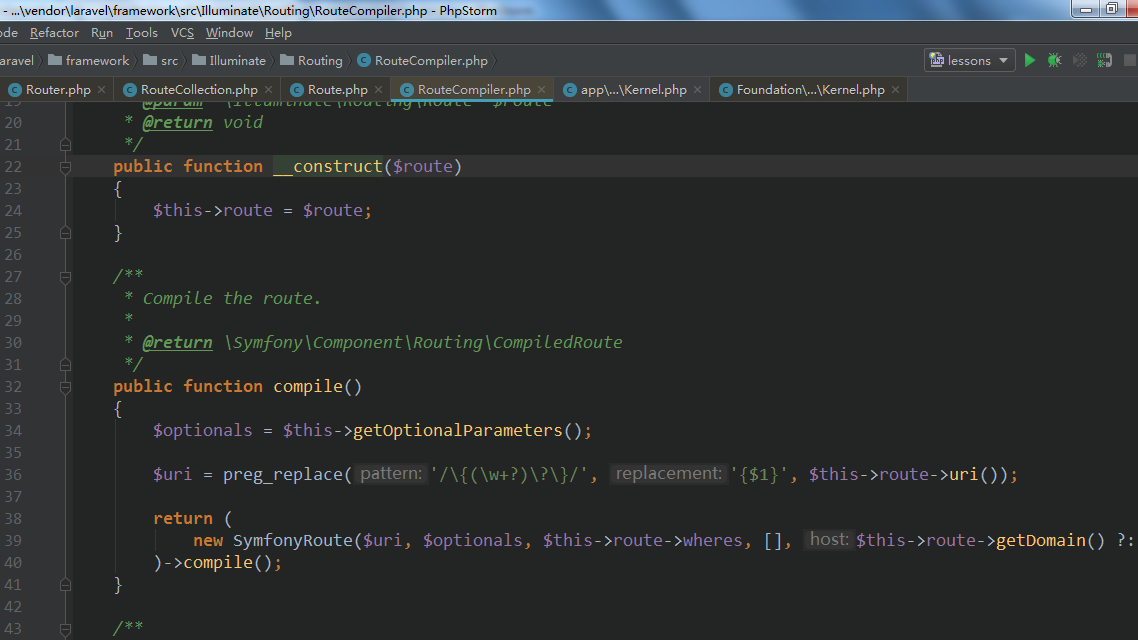 - ...\vendor\laravel\framework\src\Illuminate\Routing\RouteCompiler.php - PhpStorm
ode Refactor Run Tools VCS Window Help
aravel framework src Illuminate Routing RouteCompiler.php lessons
Router.php RouteCollection.php Route.php RouteCompiler.php app\...\Kernel.php Foundation\...\Kernel.php
19 * @param \Illuminate\Routing\Route $route
20 * @return void
21 */
22 public function __construct($route)
23 {
24 $this->route = $route;
25 }
26
27 /**
28 * Compile the route.
29 *
30 * @return \Symfony\Component\Routing\CompiledRoute
31 */
32 public function compile()
33 {
34 $optionals = $this->getOptionalParameters();
35
36 $uri = preg_replace( pattern: '/\{(\w+?)\?\}/', replacement: '{$1}', $this->route->uri());
37
38 return (
39 new SymfonyRoute($uri, $optionals, $this->route->wheres, [], host: $this->route->getDomain() ?:
40 )->compile();
41 }
42
43 /**